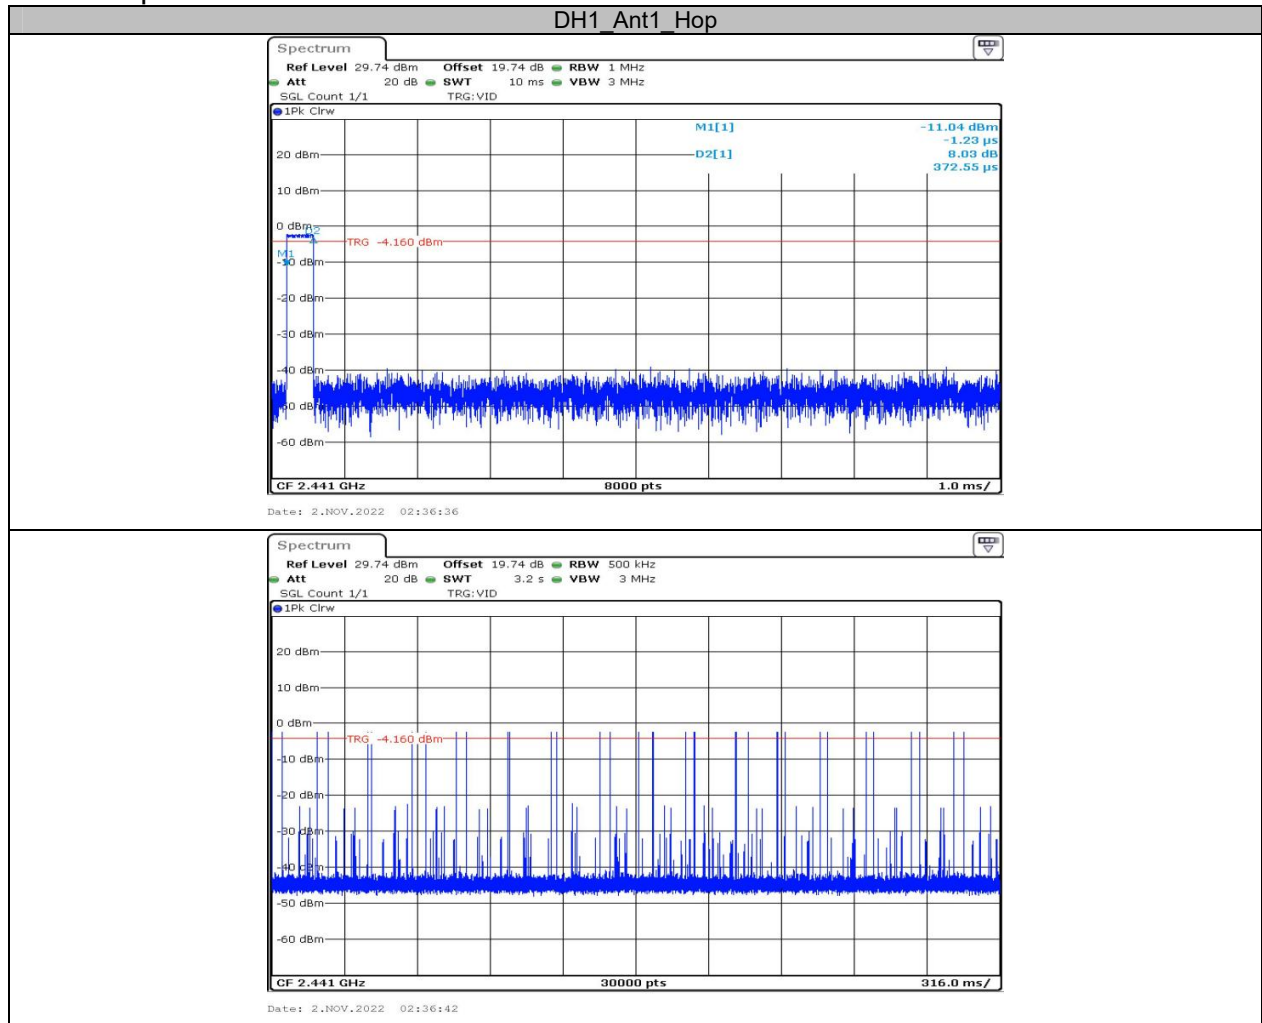 DH1_Ant1_Hop
Spectrum
Ref Level 29.74 dBm Offset 19.74 dB RBW 1 MHz
Att 20 dB SWT 10 ms VBW 3 MHz
SGL Count 1/1 TRG:VID
1Pk Clrw
M1[1] -11.04 dBm
-1.23 µs
20 dBm D2[1] 8.03 dB
372.55 µs
10 dBm
0 dBm
D2
TRG -4.160 dBm
M1
-10 dBm
-20 dBm
-30 dBm
-40 dBm
-50 dBm
-60 dBm
CF 2.441 GHz 8000 pts 1.0 ms/
Date: 2.NOV.2022 02:36:36
Spectrum
Ref Level 29.74 dBm Offset 19.74 dB RBW 500 kHz
Att 20 dB SWT 3.2 s VBW 3 MHz
SGL Count 1/1 TRG:VID
1Pk Clrw
20 dBm
10 dBm
0 dBm
TRG -4.160 dBm
-10 dBm
-20 dBm
-30 dBm
-40 dBm
-50 dBm
-60 dBm
CF 2.441 GHz 30000 pts 316.0 ms/
Date: 2.NOV.2022 02:36:42